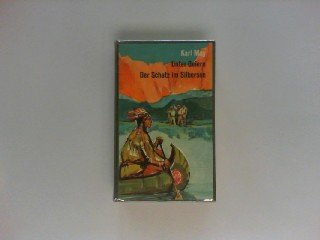 Karl May
Unter Geiern
Der Schatz im Silbersee